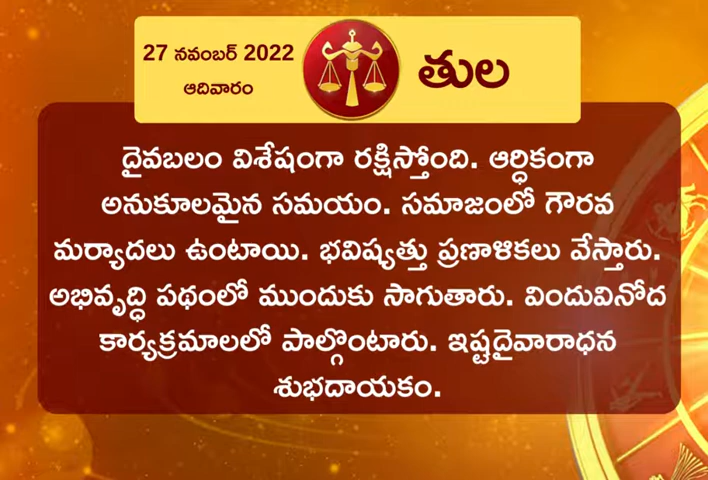 27 నవంబర్ 2022
ఆదివారం
తుల
దైవబలం విశేషంగా రక్షిస్తోంది. ఆర్ధికంగా
అనుకూలమైన సమయం. సమాజంలో గౌరవ
మర్యాదలు ఉంటాయి. భవిష్యత్తు ప్రణాళికలు వేస్తారు.
అభివృద్ధి పథంలో ముందుకు సాగుతారు. విందువినోద
కార్యక్రమాలలో పాల్గొంటారు. ఇష్టదైవారాధన
శుభదాయకం.